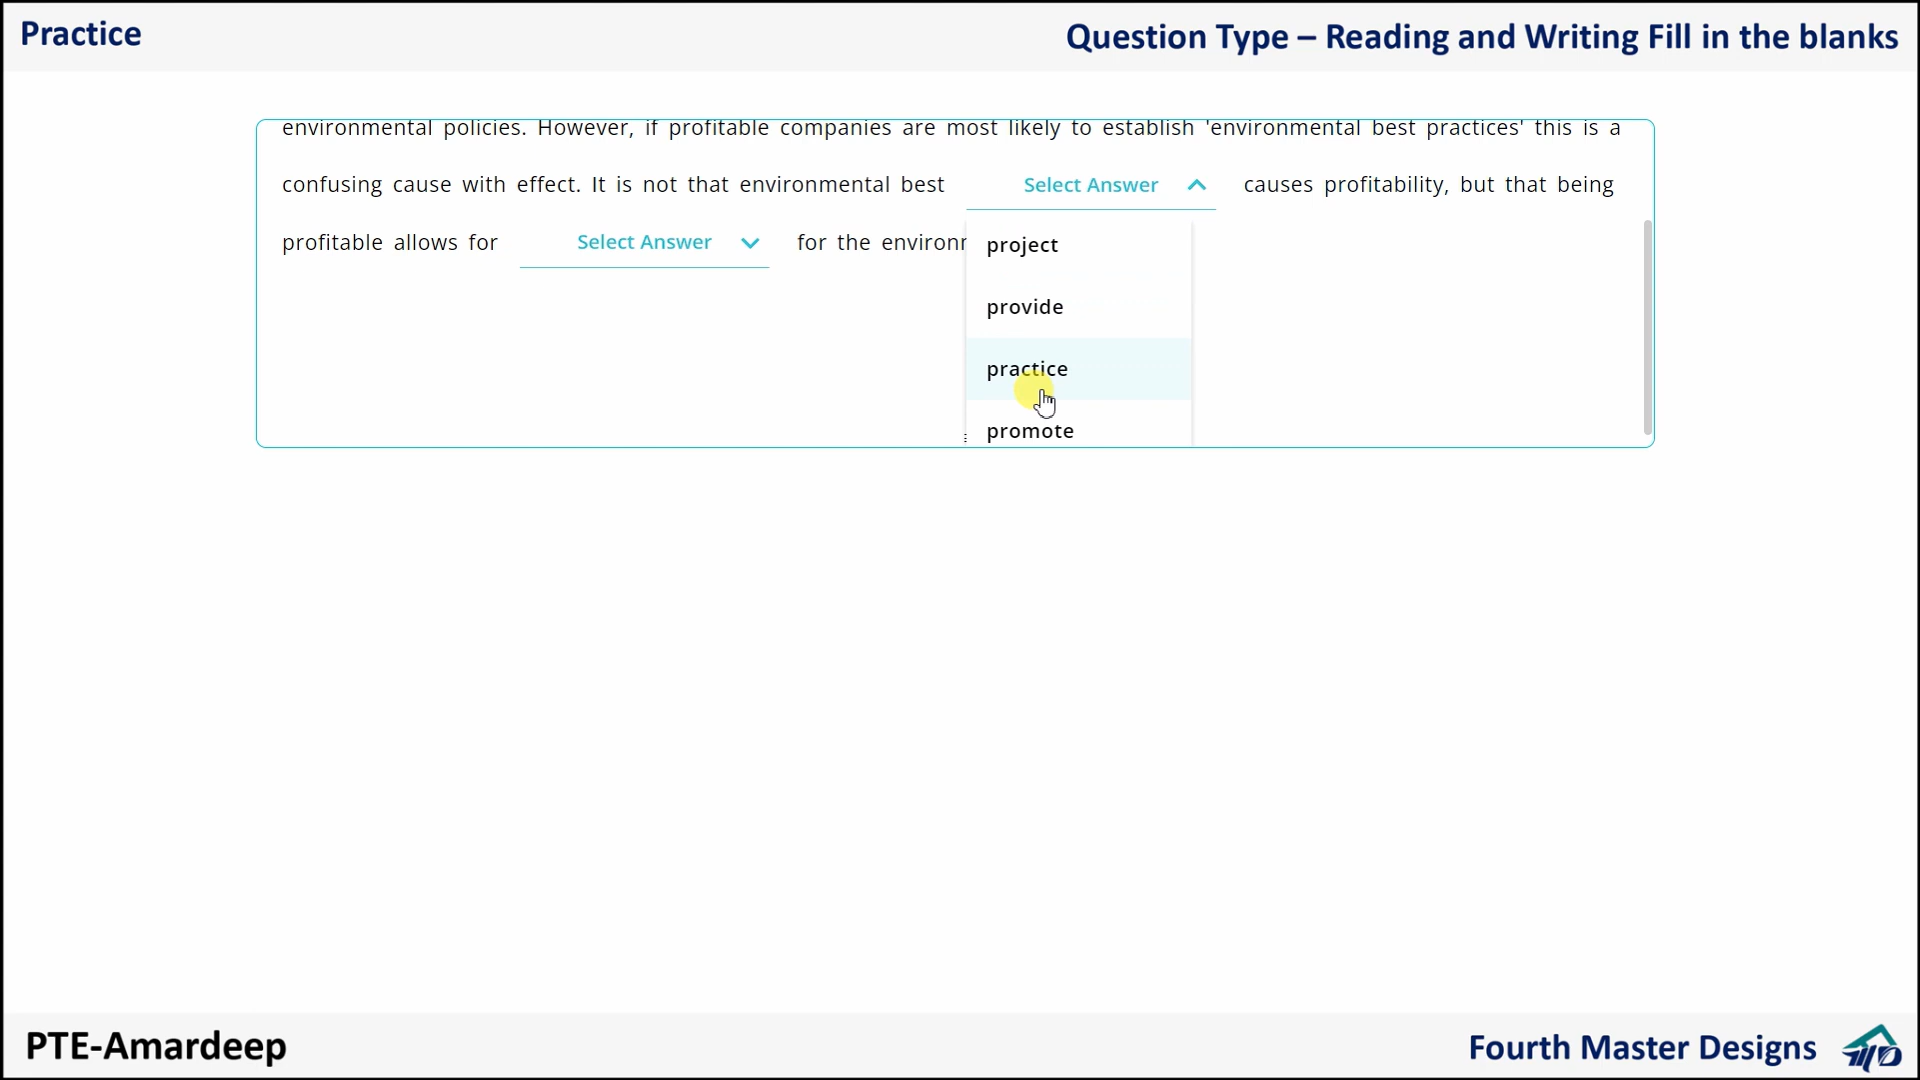 Practice
Question Type – Reading and Writing Fill in the blanks
environmental policies. However, if profitable companies are most likely to establish 'environmental best practices' this is a
confusing cause with effect. It is not that environmental best Select Answer causes profitability, but that being
profitable allows for Select Answer for the environ
project
provide
practice
promote
PTE-Amardeep
Fourth Master Designs